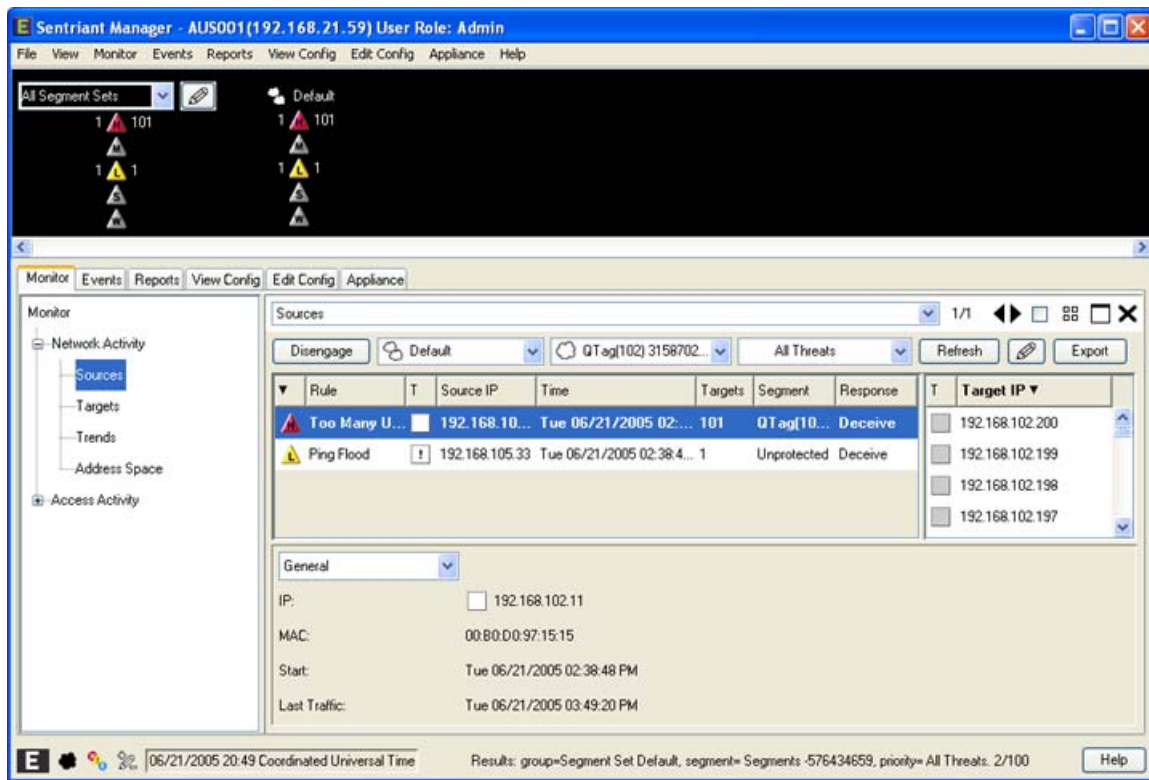 Sentriant Manager - AUS001(192.168.21.59) User Role: Admin
File View Monitor Events Reports View Config Edit Config Appliance Help
All Segment Sets Default
1 H 101 1 H 101
M M
1 L 1 1 L 1
S S
W W
Monitor Events Reports View Config Edit Config Appliance
Monitor
Network Activity
Sources
Targets
Trends
Address Space
Access Activity
Sources 1/1
Disengage Default QTag(102) 3158702... All Threats Refresh Export
Rule T Source IP Time Targets Segment Response T Target IP
H Too Many U... 192.168.10... Tue 06/21/2005 02:... 101 QTag(10... Deceive 192.168.102.200
L Ping Flood ! 192.168.105.33 Tue 06/21/2005 02:38:4... 1 Unprotected Deceive 192.168.102.199
192.168.102.198
192.168.102.197
General
IP: 192.168.102.11
MAC: 00:B0:D0:97:15:15
Start: Tue 06/21/2005 02:38:48 PM
Last Traffic: Tue 06/21/2005 03:49:20 PM
E 06/21/2005 20:49 Coordinated Universal Time Results: group=Segment Set Default, segment= Segments -576434659, priority= All Threats. 2/100 Help